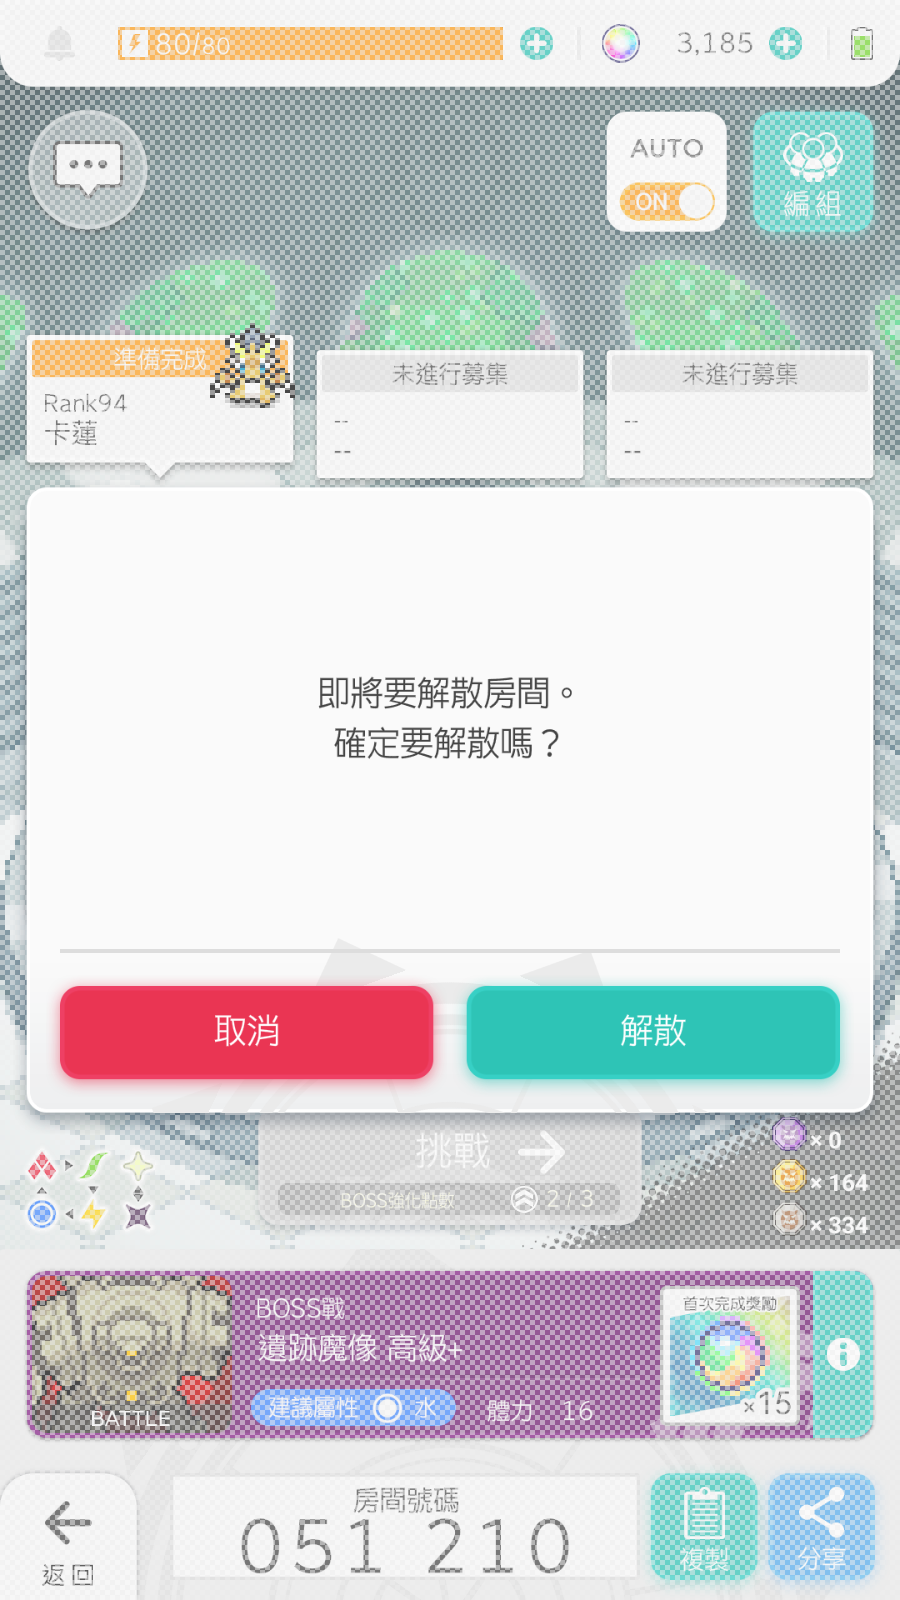 80/80
3,185
AUTO
ON
編組
準備完成
Rank94
卡蓮
未進行募集
--
--
未進行募集
--
--
即將要解散房間。
確定要解散嗎？
取消
解散
挑戰
BOSS強化點數 2 3
×0
×164
×334
BOSS戰
遺跡魔像 高級+
建議屬性 水
體力 16
BATTLE
首次完成獎勵
×15
返回
房間號碼
051 210
複製
分享